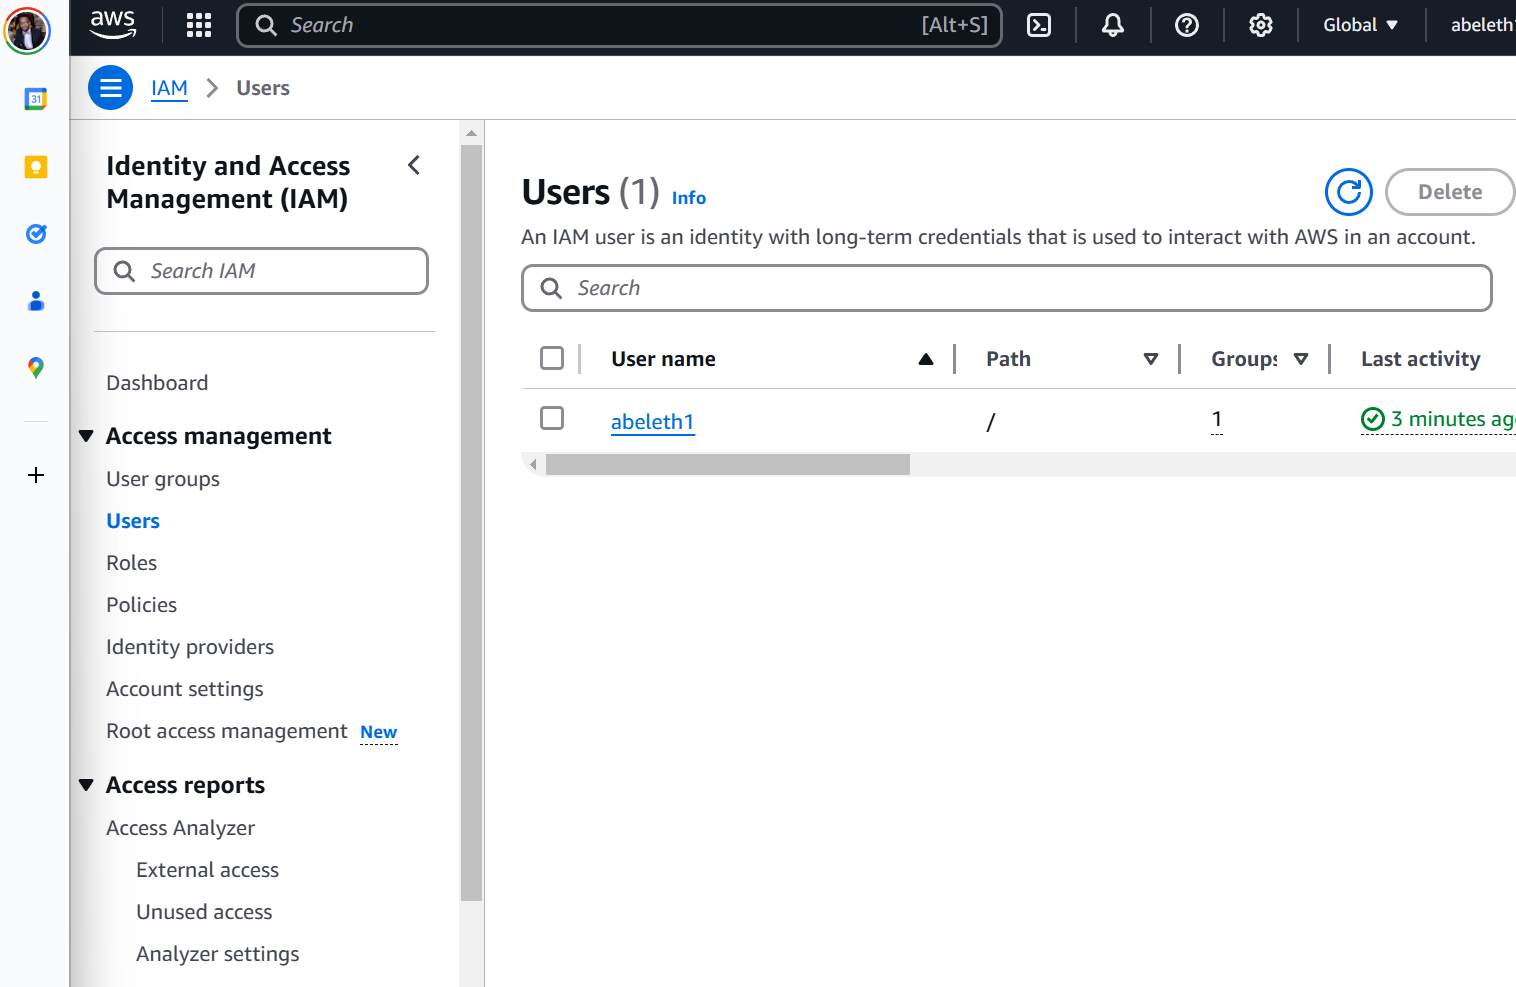 aws
Search
[Alt+S]
Global
abeleth
31
IAM
Users
Identity and Access
Management (IAM)
Search IAM
Dashboard
Access management
User groups
Users
Roles
Policies
Identity providers
Account settings
Root access management New
Access reports
Access Analyzer
External access
Unused access
Analyzer settings
Users (1) Info
Delete
An IAM user is an identity with long-term credentials that is used to interact with AWS in an account.
Search
User name
Path
Groups
Last activity
abeleth1
/
1
3 minutes ago